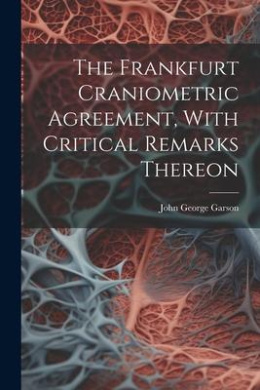 The Frankfurt
Craniometric
Agreement, With
Critical Remarks
Thereon
John George Garson